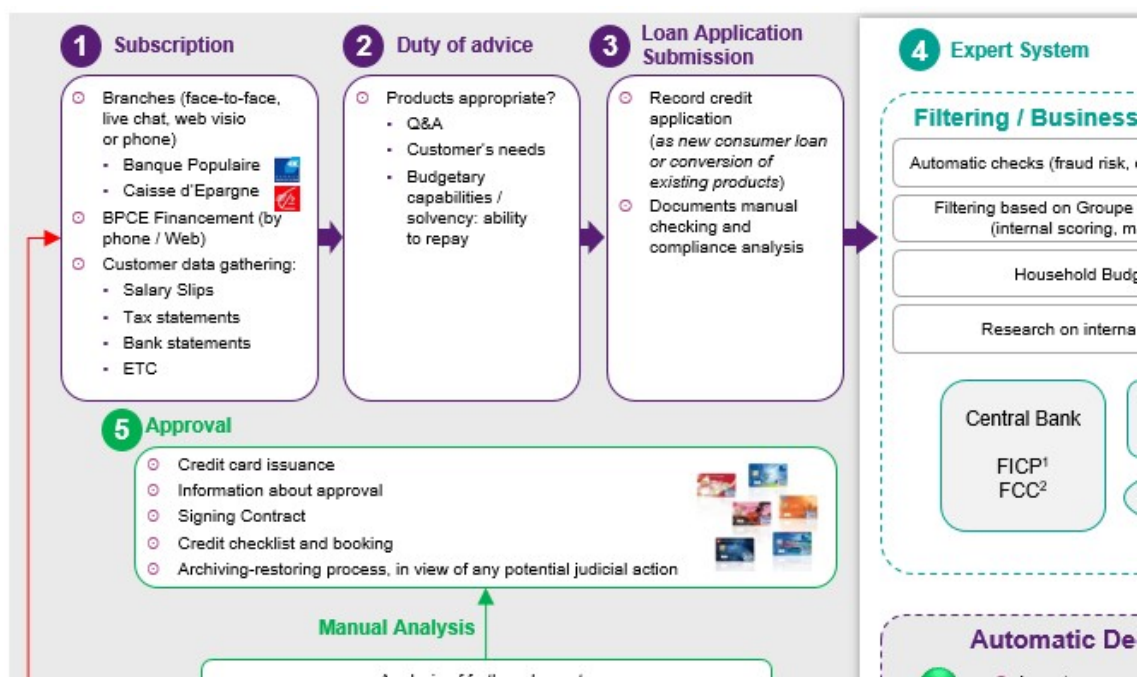 1 Subscription
Branches (face-to-face,
live chat, web visio
or phone)
Banque Populaire
Caisse d'Epargne
BPCE Financement (by
phone / Web)
Customer data gathering:
Salary Slips
Tax statements
Bank statements
ETC
2 Duty of advice
Products appropriate?
Q&A
Customer's needs
Budgetary
capabilities /
solvency: ability
to repay
3 Loan Application
Submission
Record credit
application
(as new consumer loan
or conversion of
existing products)
Documents manual
checking and
compliance analysis
4 Expert System
Filtering / Business
Automatic checks (fraud risk,
Filtering based on Groupe
(internal scoring,
Household
Research on
Central Bank
FICP¹
FCC²
5 Approval
Credit card issuance
Information about approval
Signing Contract
Credit checklist and booking
Archiving-restoring process, in view of any potential judicial action
Manual Analysis
Automatic